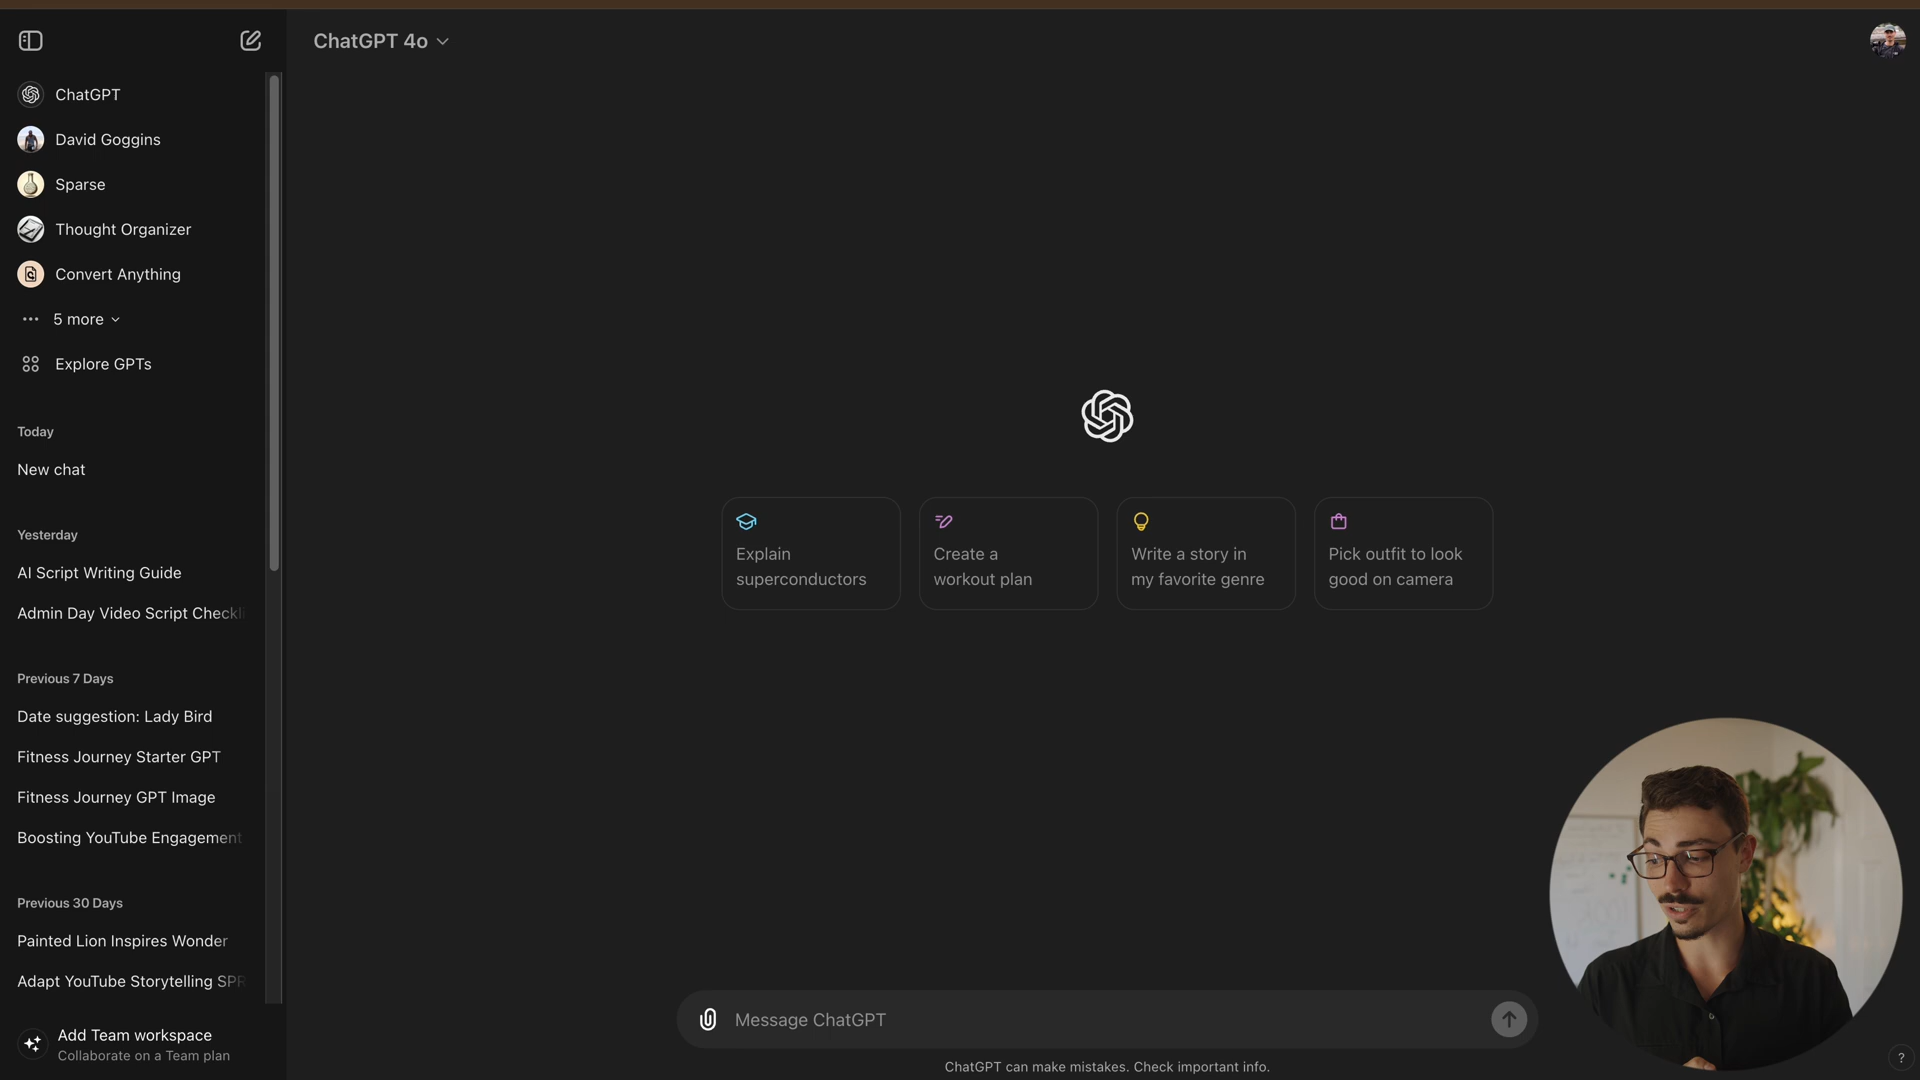 ChatGPT 4o
ChatGPT
David Goggins
Sparse
Thought Organizer
Convert Anything
5 more
Explore GPTs
Today
New chat
Yesterday
AI Script Writing Guide
Admin Day Video Script Checkli
Previous 7 Days
Date suggestion: Lady Bird
Fitness Journey Starter GPT
Fitness Journey GPT Image
Boosting YouTube Engagement
Previous 30 Days
Painted Lion Inspires Wonder
Adapt YouTube Storytelling SPR
Add Team workspace
Collaborate on a Team plan
Explain
superconductors
Create a
workout plan
Write a story in
my favorite genre
Pick outfit to look
good on camera
Message ChatGPT
ChatGPT can make mistakes. Check important info.
?